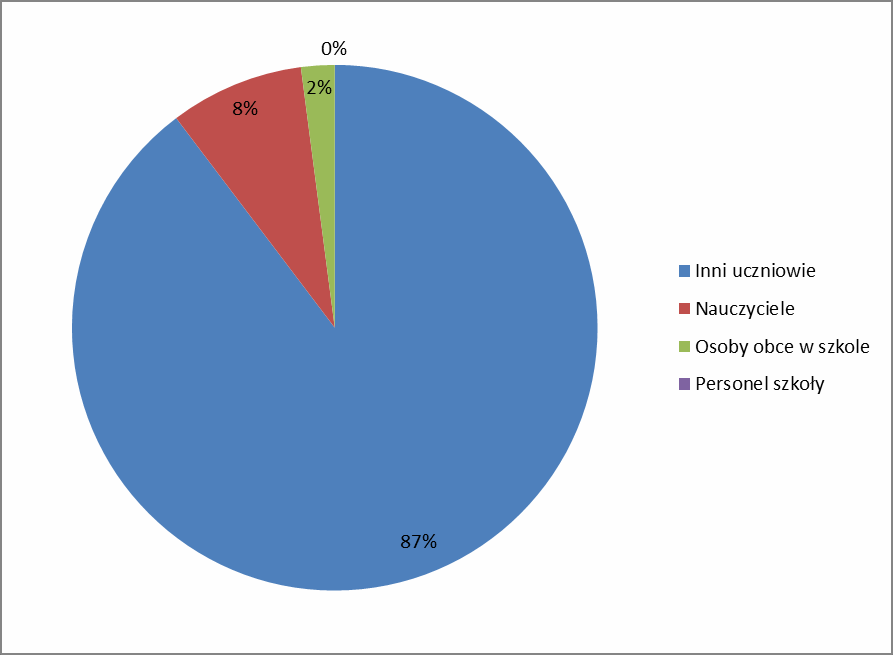 0%
2%
8%
87%
Inni uczniowie
Nauczyciele
Osoby obce w szkole
Personel szkoły